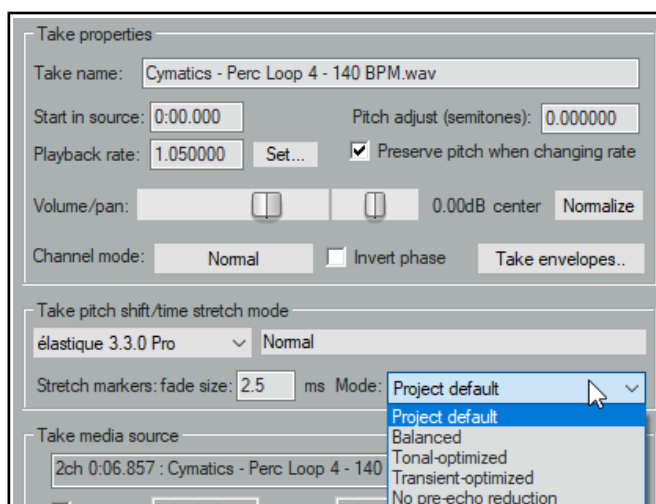 Take properties
Take name: Cymatics - Perc Loop 4 - 140 BPM.wav
Start in source: 0:00.000 Pitch adjust (semitones): 0.000000
Playback rate: 1.050000 Set... Preserve pitch when changing rate
Volume/pan: 0.00dB center Normalize
Channel mode: Normal Invert phase Take envelopes..
Take pitch shift/time stretch mode
élastique 3.3.0 Pro Normal
Stretch markers: fade size: 2.5 ms Mode: Project default
Project default
Balanced
Take media source
Tonal-optimized
2ch 0:06.857 : Cymatics - Perc Loop 4 - 140
Transient-optimized
No pre-echo reduction